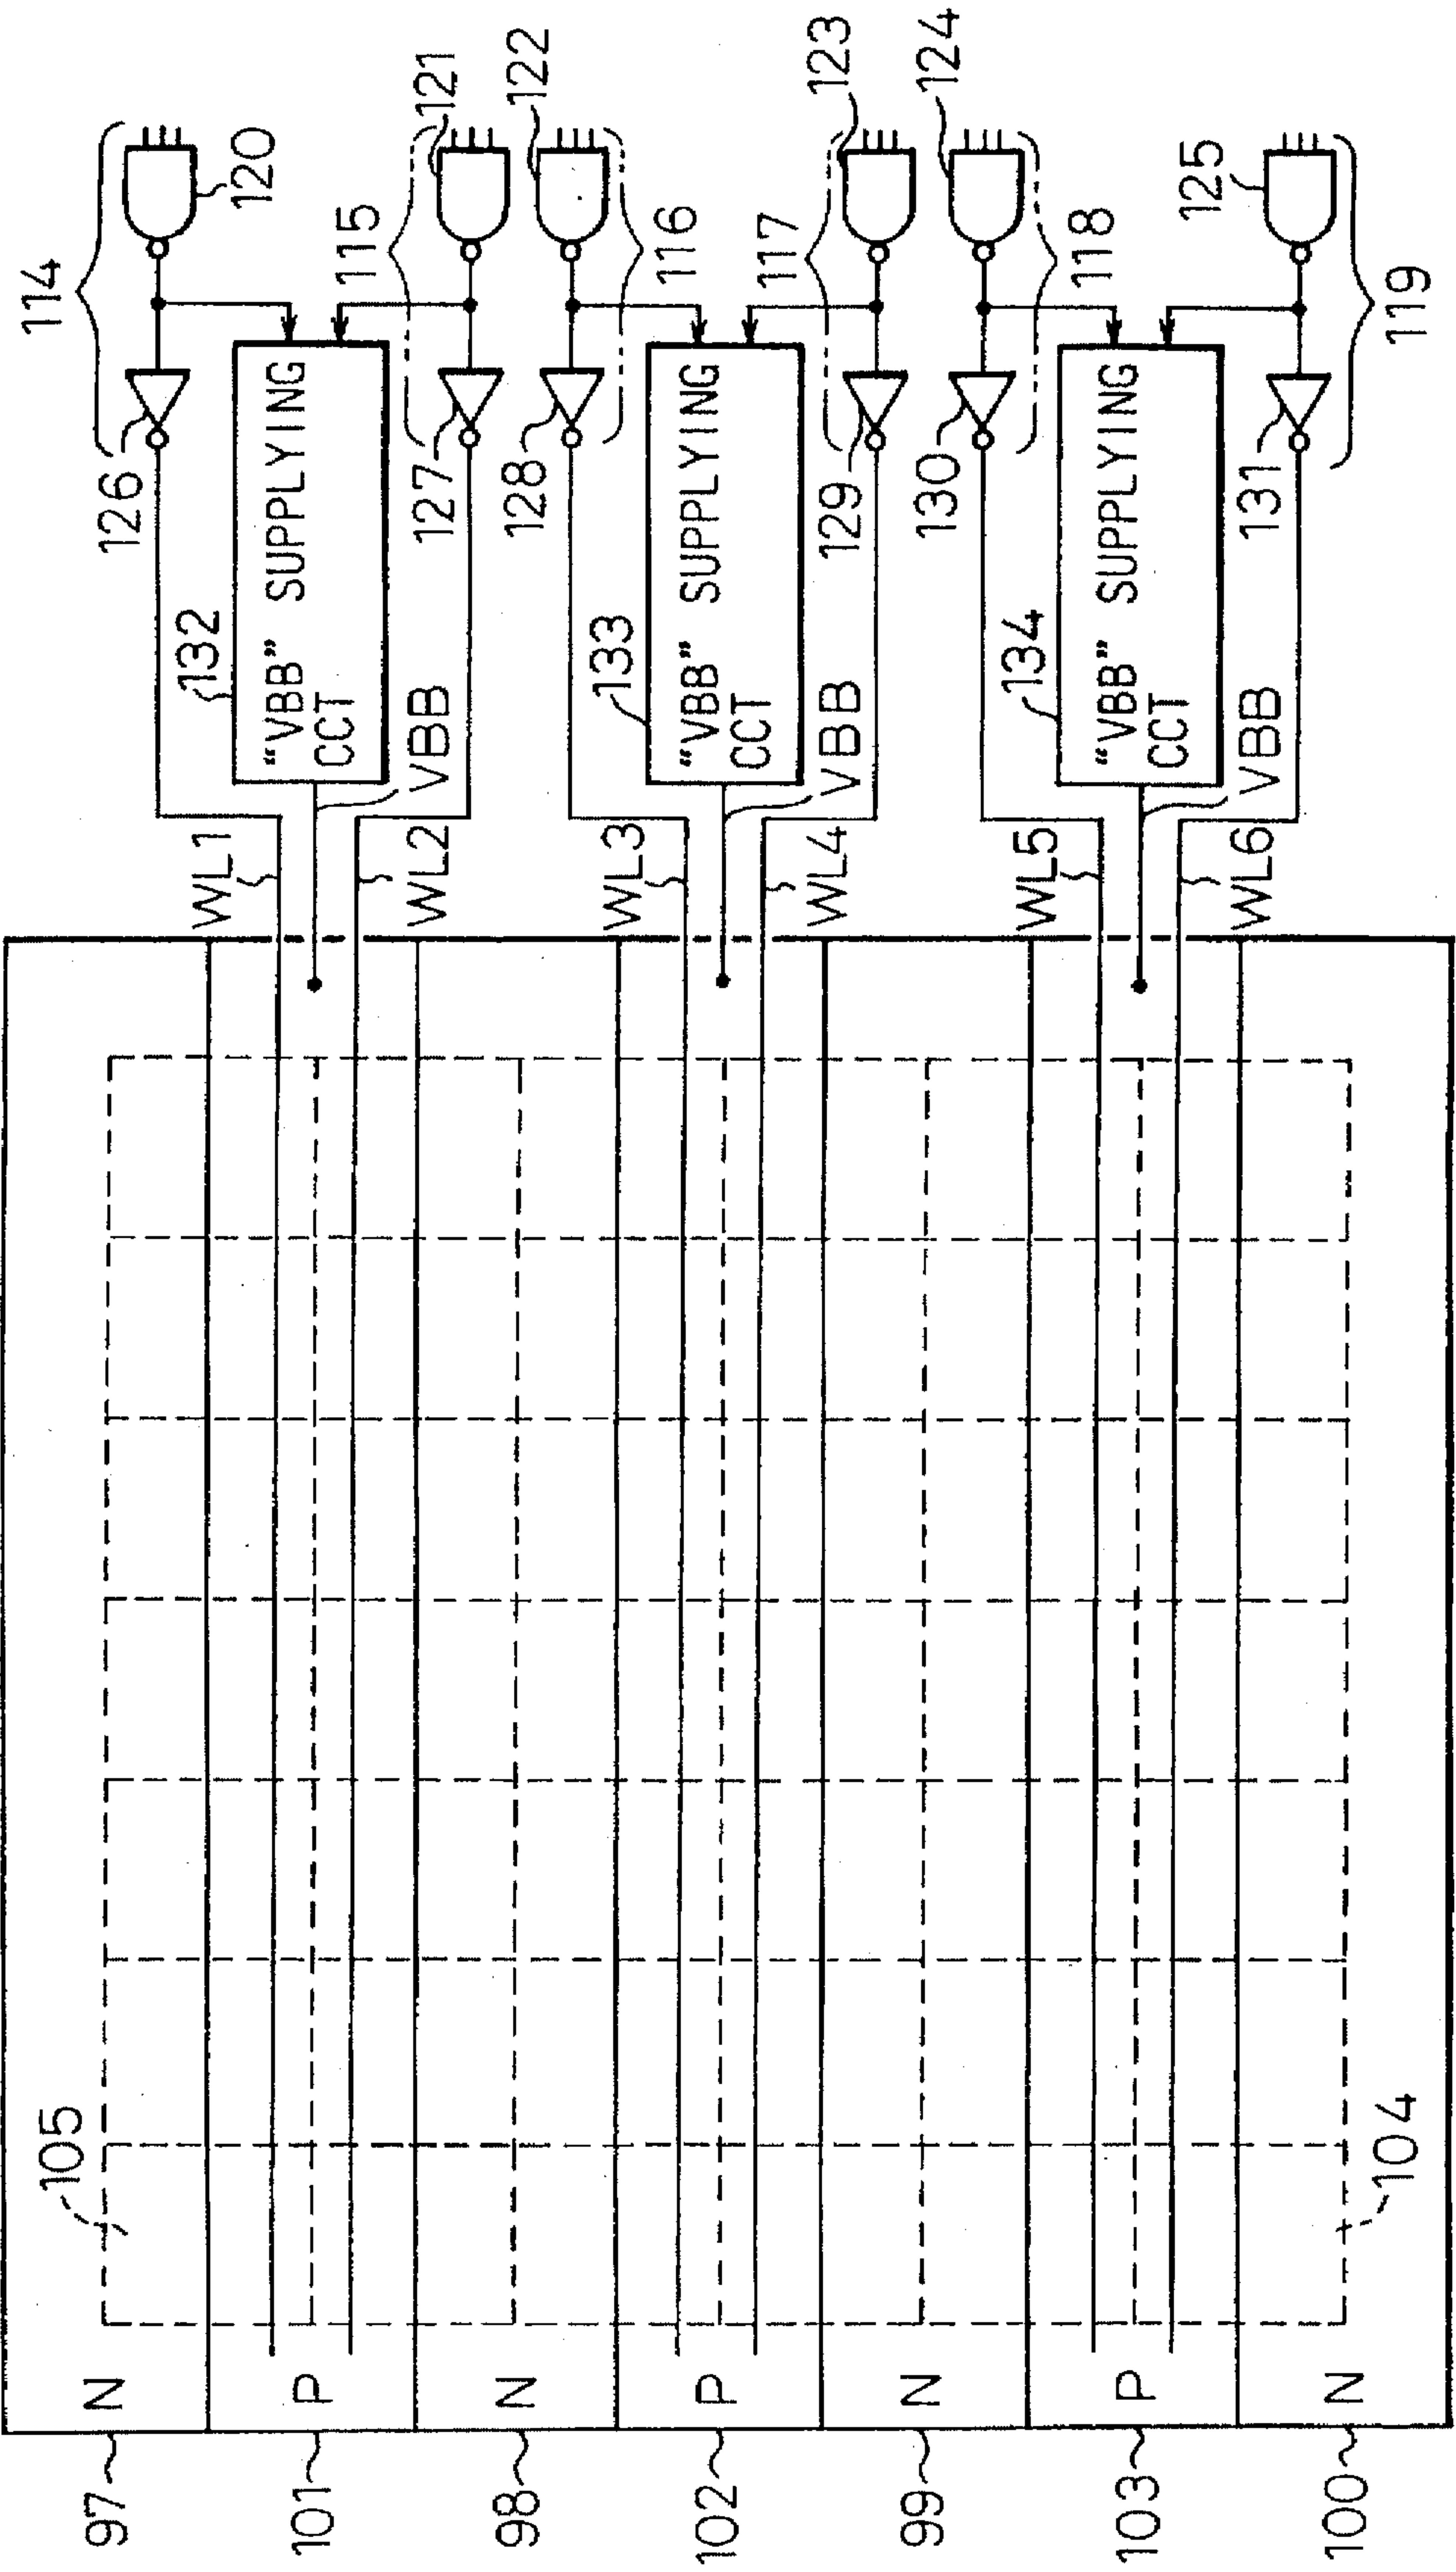 114
120
126
132
"VBB" SUPPLYING
CCT
VBB
WL1
115
121
127
WL2
122
116
128
WL3
133
"VBB" SUPPLYING
CCT
VBB
123
117
129
WL4
124
118
130
WL5
134
"VBB" SUPPLYING
CCT
VBB
125
119
131
WL6
105
104
N
P
N
P
N
P
N
97
101
98
102
99
103
100